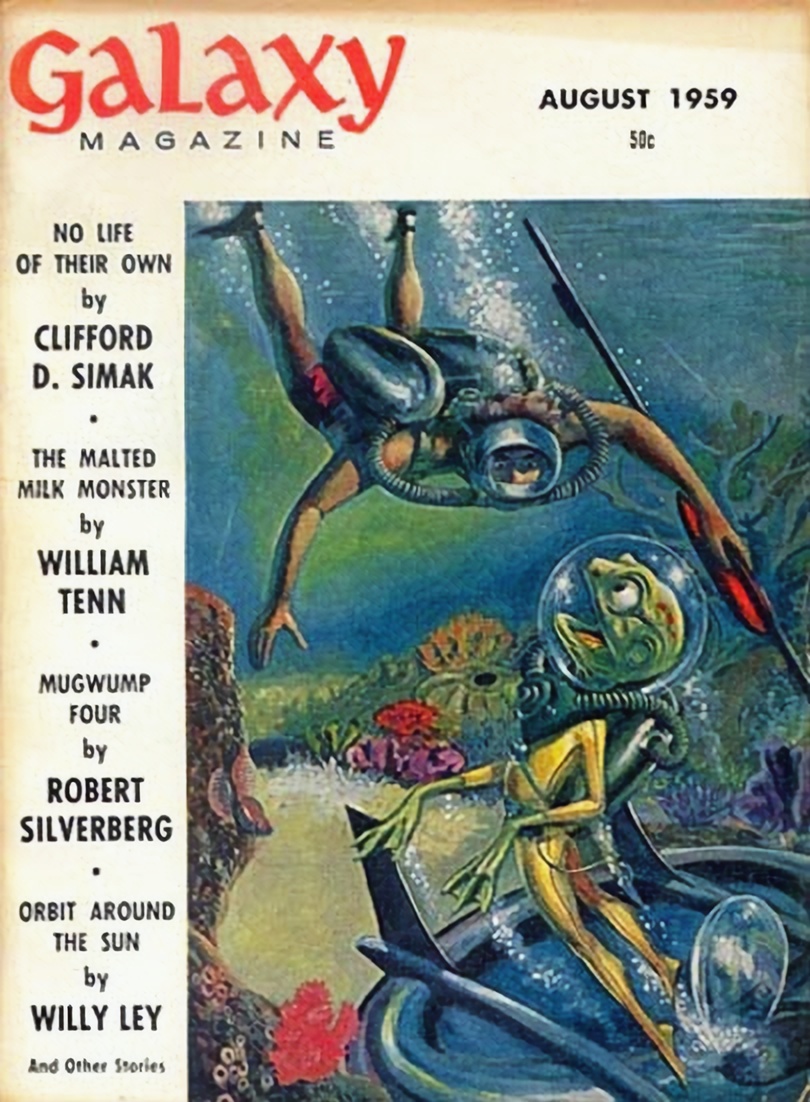 GaLaxy
MAGAZINE
AUGUST 1959
50c
NO LIFE
OF THEIR OWN
by
CLIFFORD
D. SIMAK
•
THE MALTED
MILK MONSTER
by
WILLIAM
TENN
•
MUGWUMP
FOUR
by
ROBERT
SILVERBERG
•
ORBIT AROUND
THE SUN
by
WILLY LEY
And Other Stories